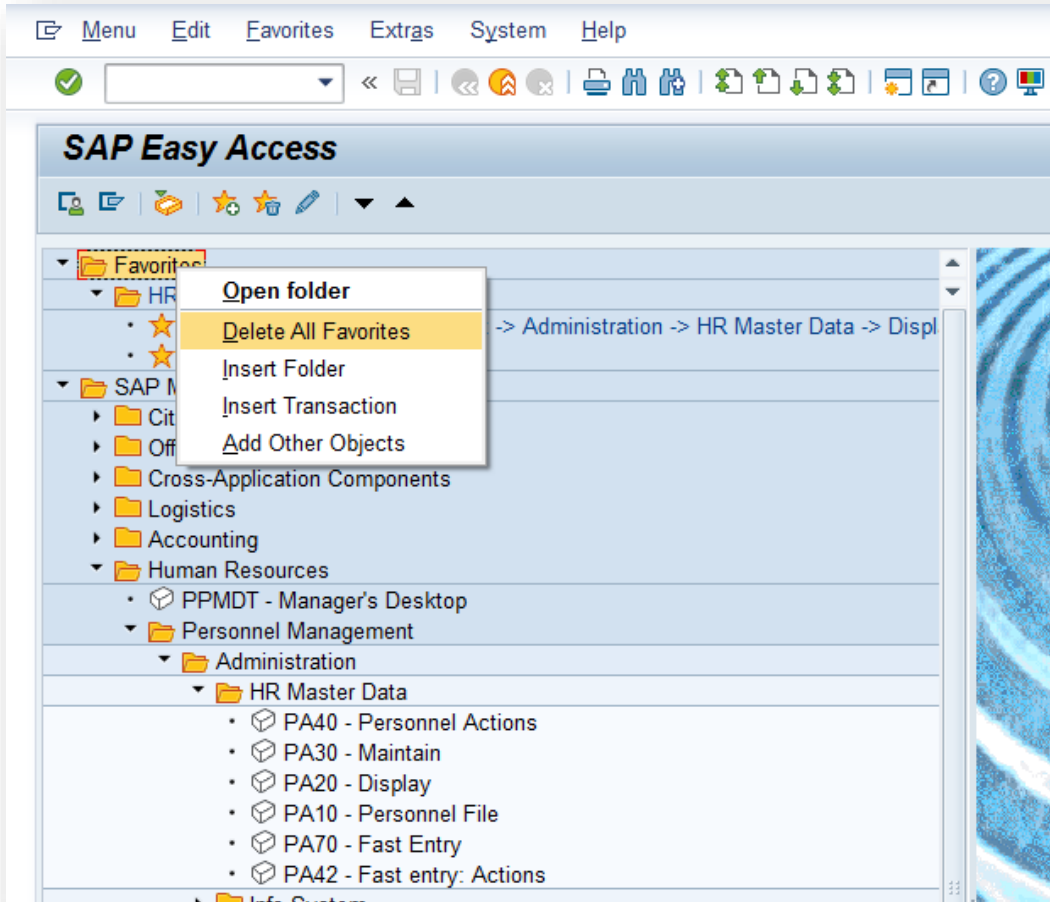 Menu Edit Favorites Extras System Help
SAP Easy Access
Favorites
Open folder
HR
Delete All Favorites
-> Administration -> HR Master Data -> Displ
Insert Folder
SAP
Insert Transaction
Cit
Add Other Objects
Off
Cross-Application Components
Logistics
Accounting
Human Resources
PPMDT - Manager's Desktop
Personnel Management
Administration
HR Master Data
PA40 - Personnel Actions
PA30 - Maintain
PA20 - Display
PA10 - Personnel File
PA70 - Fast Entry
PA42 - Fast entry: Actions
Info System